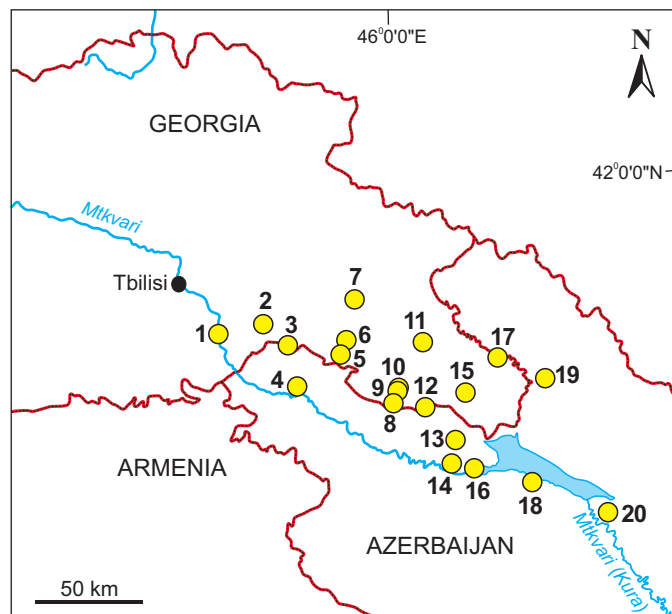 46⁰0'0"E
N
GEORGIA
42⁰0'0"N
Mtkvari
Tbilisi
7
2
1
3
6
11
17
5
4
10
15
19
9
12
8
13
ARMENIA
14
16
18
20
AZERBAIJAN
Mtkvari (Kura)
50 km